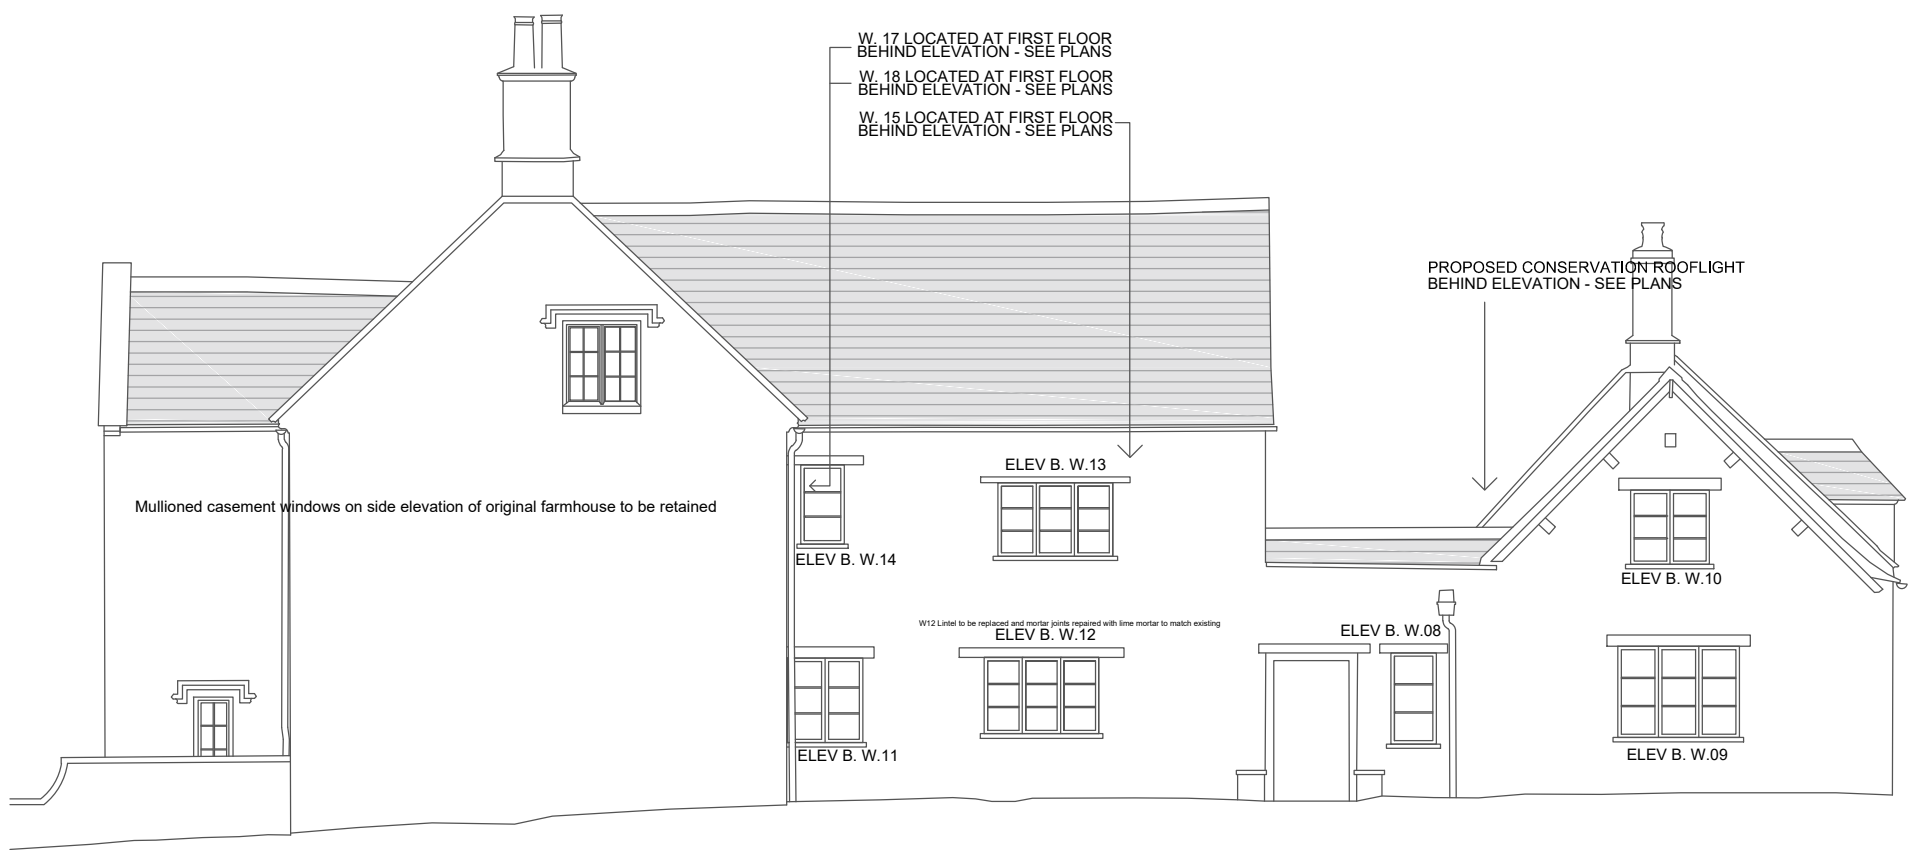 W. 17 LOCATED AT FIRST FLOOR
BEHIND ELEVATION - SEE PLANS
W. 18 LOCATED AT FIRST FLOOR
BEHIND ELEVATION - SEE PLANS
W. 15 LOCATED AT FIRST FLOOR
BEHIND ELEVATION - SEE PLANS
PROPOSED CONSERVATION ROOFLIGHT
BEHIND ELEVATION - SEE PLANS
ELEV B. W.13
Mullioned casement windows on side elevation of original farmhouse to be retained
ELEV B. W.14
ELEV B. W.10
W12 Lintel to be replaced and mortar joints repaired with lime mortar to match existing
ELEV B. W.12
ELEV B. W.08
ELEV B. W.11
ELEV B. W.09